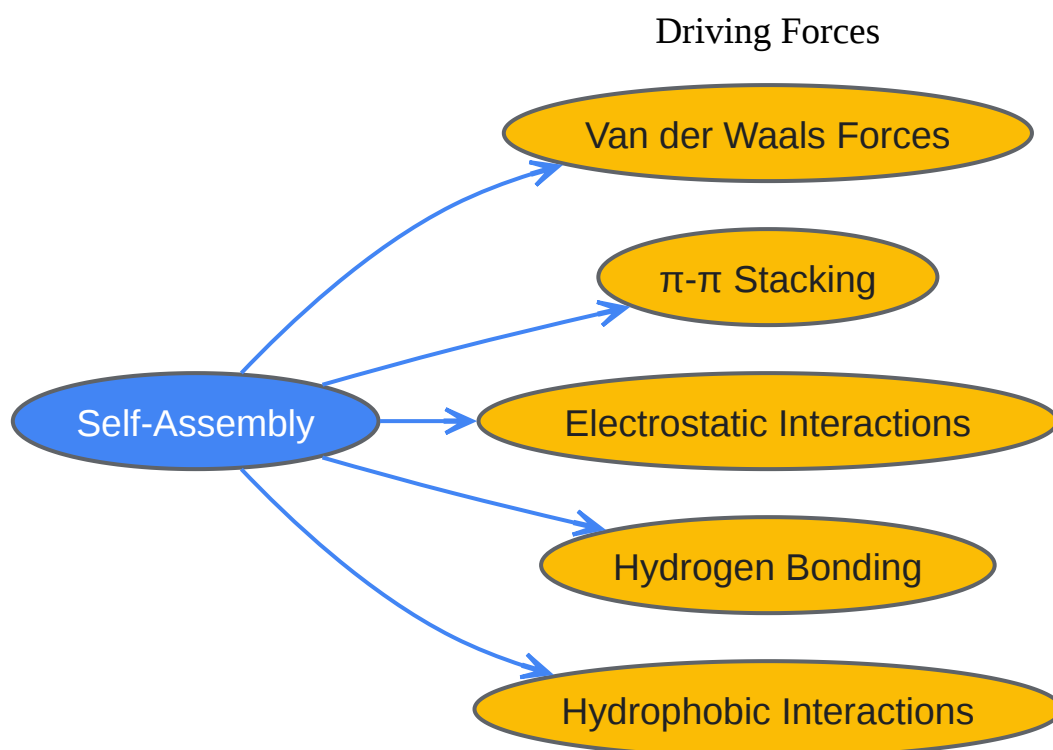 Driving Forces
Van der Waals Forces
π-π Stacking
Self-Assembly
Electrostatic Interactions
Hydrogen Bonding
Hydrophobic Interactions